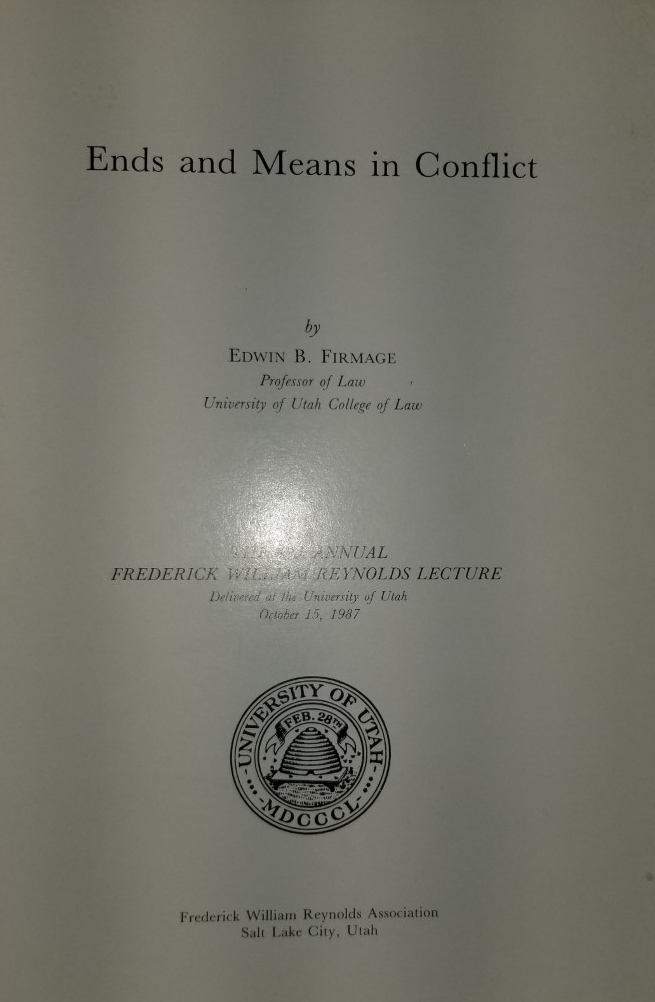 Ends and Means in Conflict
by
EDWIN B. FIRMAGE
Professor of Law
University of Utah College of Law
ANNUAL
FREDERICK WILLIAM REYNOLDS LECTURE
Delivered at the University of Utah
October 15, 1987
UNIVERSITY OF UTAH
FEB. 28TH
MDCCCL
Frederick William Reynolds Association
Salt Lake City, Utah